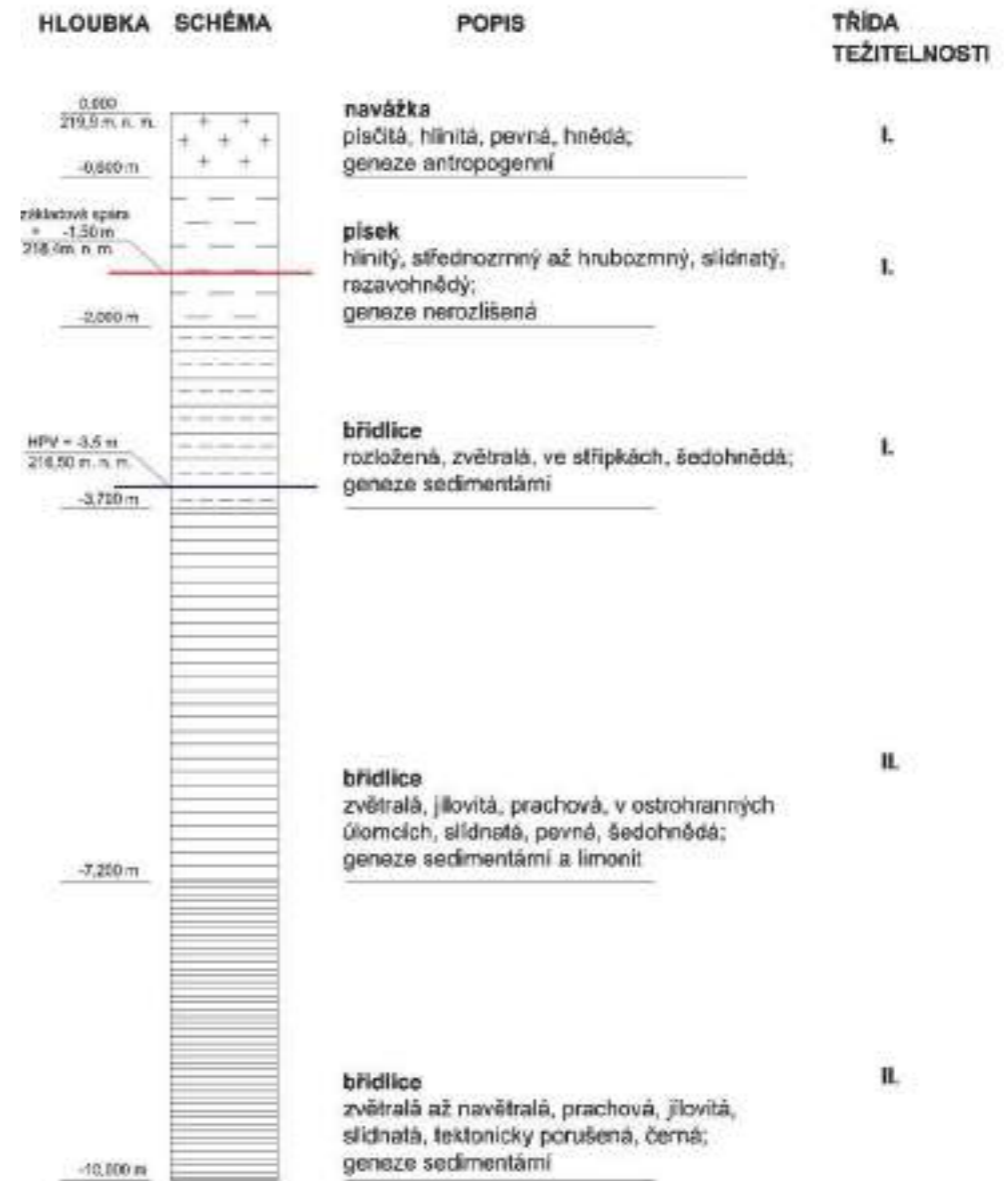 HLOUBKA SCHÉMA POPIS TŘÍDA TEŽITELNOSTI
0,000
219,9 m. n. m.
navážka
písčitá, hlinitá, pevná, hnědá;
geneze antropogenní
I.
-0,600 m
základová spára
= -1,50 m
218,4m. n. m.
písek
hlinitý, střednozrnný až hrubozrnný, slídnatý,
rezavohnědý;
geneze nerozlišená
I.
-2,000 m
břidlice
rozložená, zvětralá, ve střípkách, šedohnědá;
geneze sedimentární
I.
HPV = -3,5 m
216,50 m. n. m.
-3,700 m
břidlice
zvětralá, jílovitá, prachová, v ostrohranných
úlomcích, slídnatá, pevná, šedohnědá;
geneze sedimentární a limonit
II.
-7,200 m
břidlice
zvětralá až navětralá, prachová, jílovitá,
slídnatá, tektonicky porušená, černá;
geneze sedimentární
II.
-10,000 m